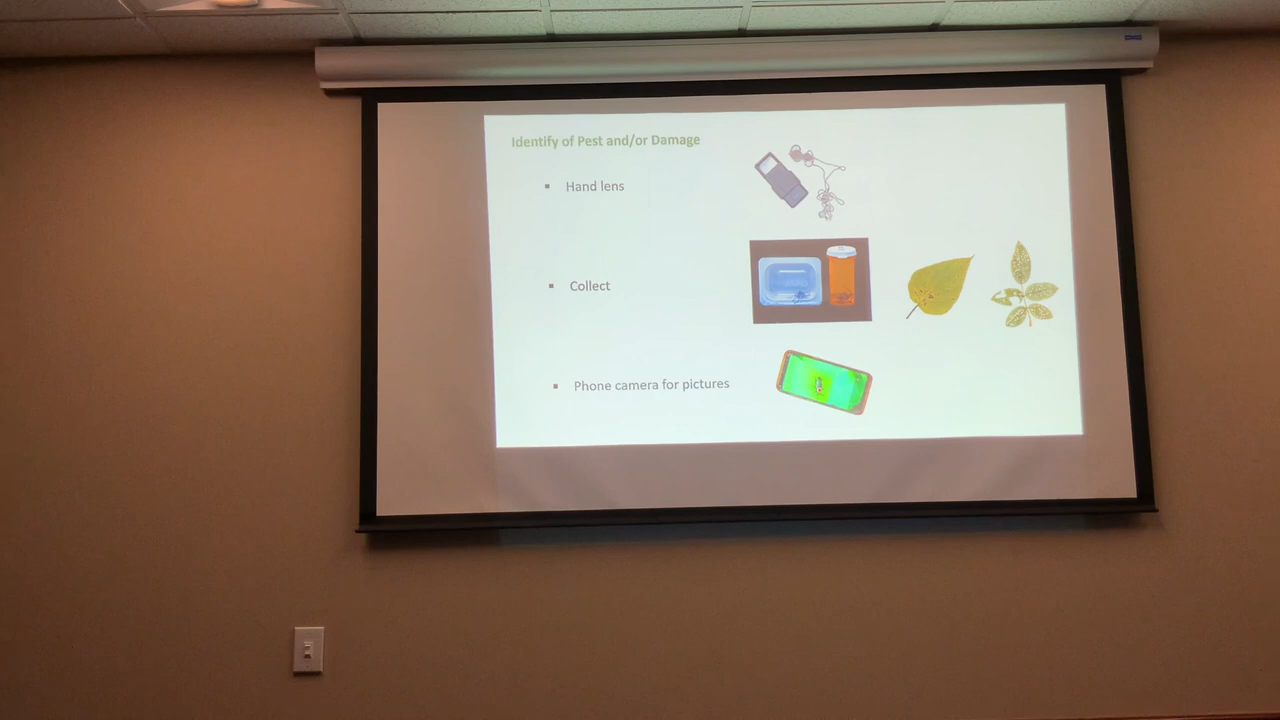 Identify of Pest and/or Damage
▪ Hand lens
▪ Collect
▪ Phone camera for pictures